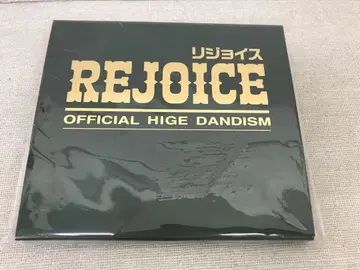 リジョイス
REJOICE
OFFICIAL HIGE DANDISM